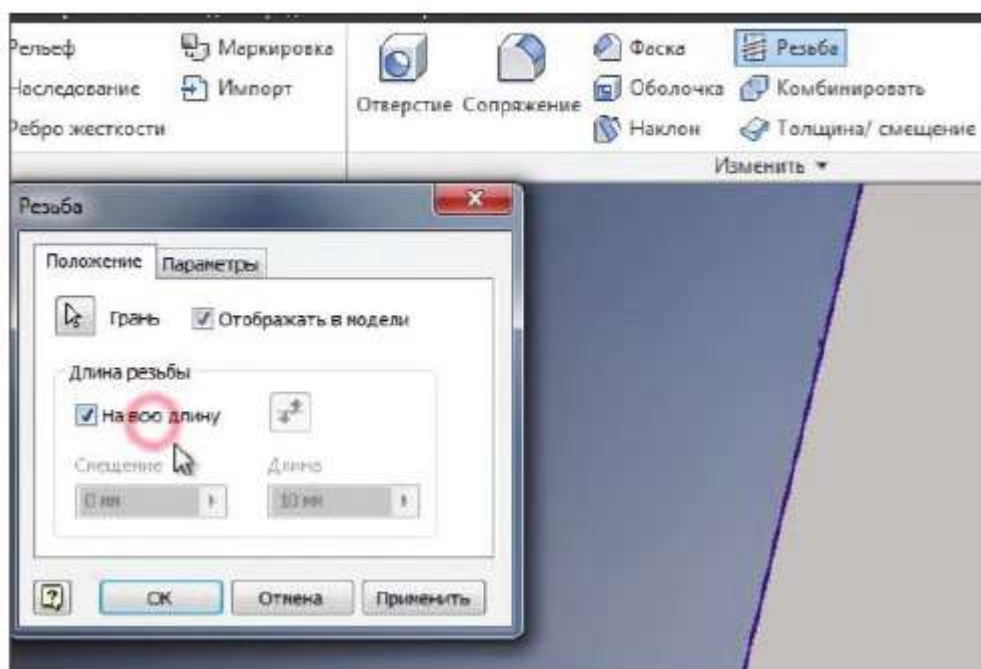 Рельеф Маркировка Фаска Резьба
Наследование Импорт Отверстие Сопряжение Оболочка Комбинировать
Ребро жесткости Наклон Толщина/ смещение
Изменить
Резьба
Положение Параметры
Грань Отображать в модели
Длина резьбы
На всю длину
Смещение Длина
0 мм 10 мм
OK Отмена Применить